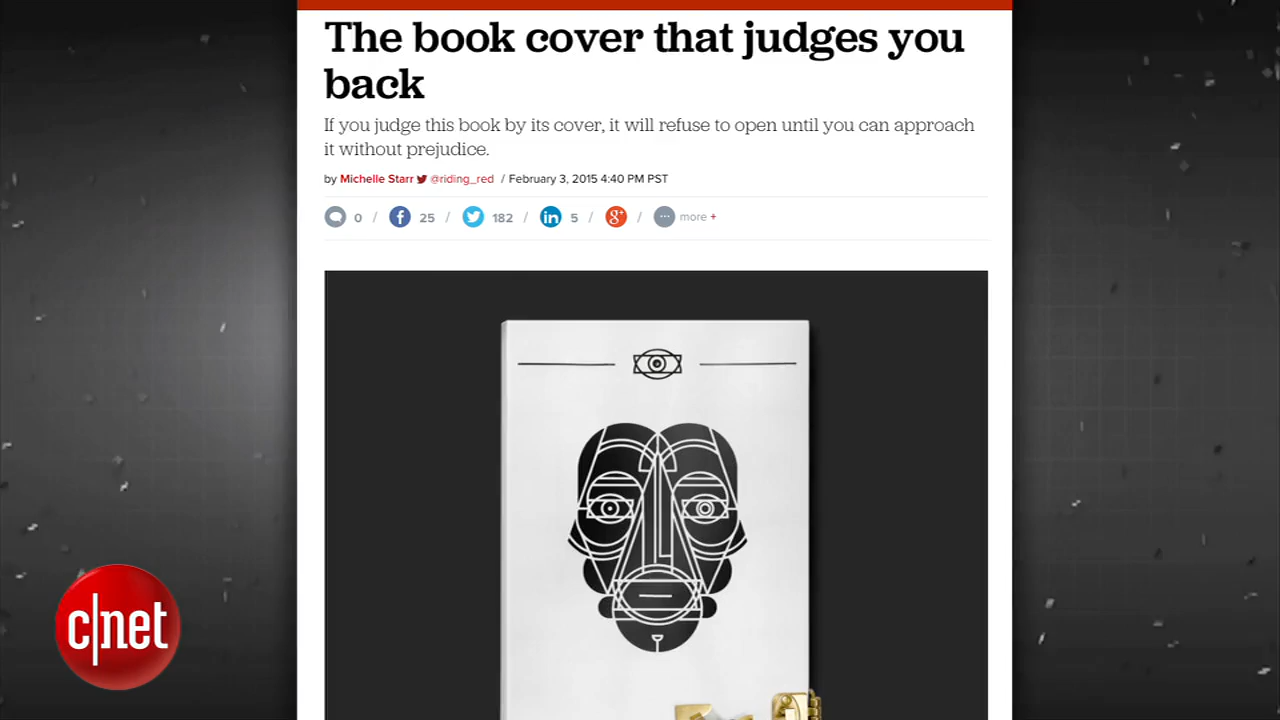 The book cover that judges you
back
If you judge this book by its cover, it will refuse to open until you can approach
it without prejudice.
by Michelle Starr @riding_red / February 3, 2015 4:40 PM PST
0 / f 25 / 182 / in 5 / g+ / ... more +
c|net